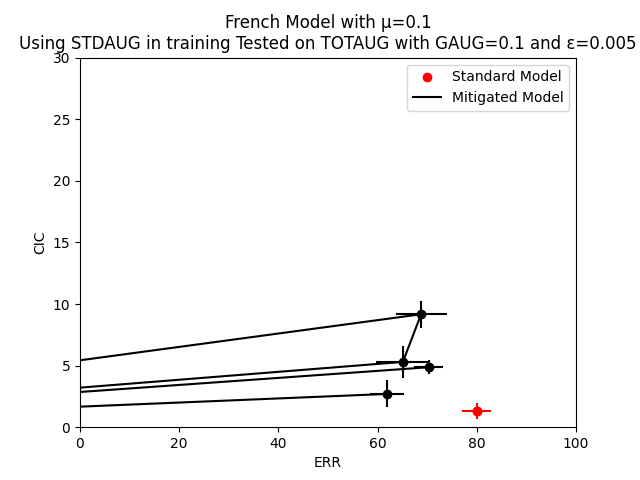 French Model with μ=0.1
Using STDAUG in training Tested on TOTAUG with GAUG=0.1 and ε=0.005
Standard Model
Mitigated Model
30
25
20
15
10
5
0
CIC
0 20 40 60 80 100
ERR